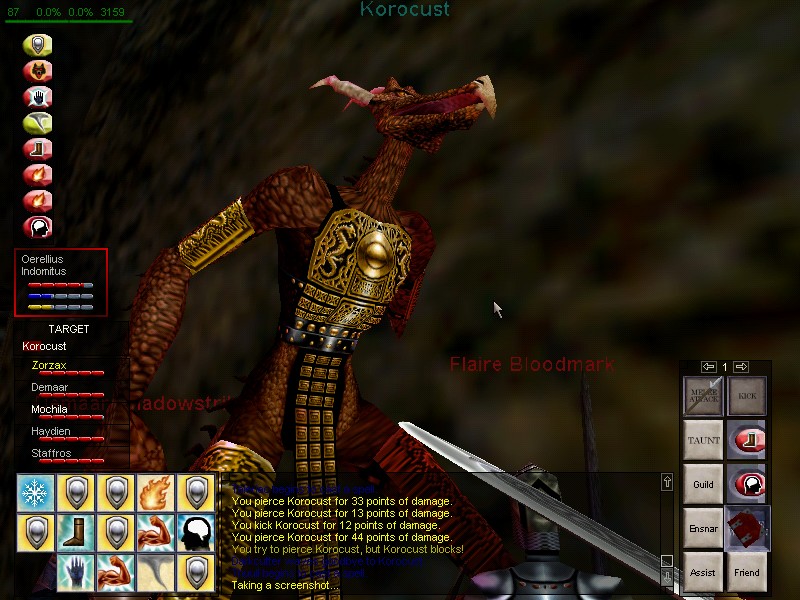 87 0.0% 0.0% 3159
Korocust
Oerellius
Indomitus
TARGET
Korocust
Zorzax
Demaar
Mochila
Haydien
Staffros
Flaire Bloodmark
1
MELEE ATTACK
KICK
TAUNT
Guild
Ensnar
Assist
Friend
You pierce Korocust for 33 points of damage.
You pierce Korocust for 13 points of damage.
You kick Korocust for 12 points of damage.
You pierce Korocust for 44 points of damage.
You try to pierce Korocust, but Korocust blocks!
Taking a screenshot...